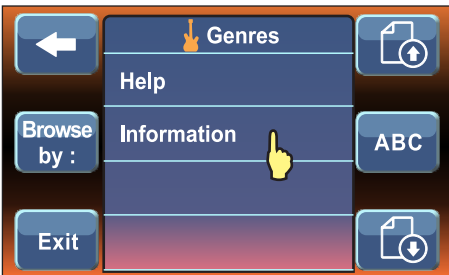 Genres
Help
Browse
by :
Information
ABC
Exit